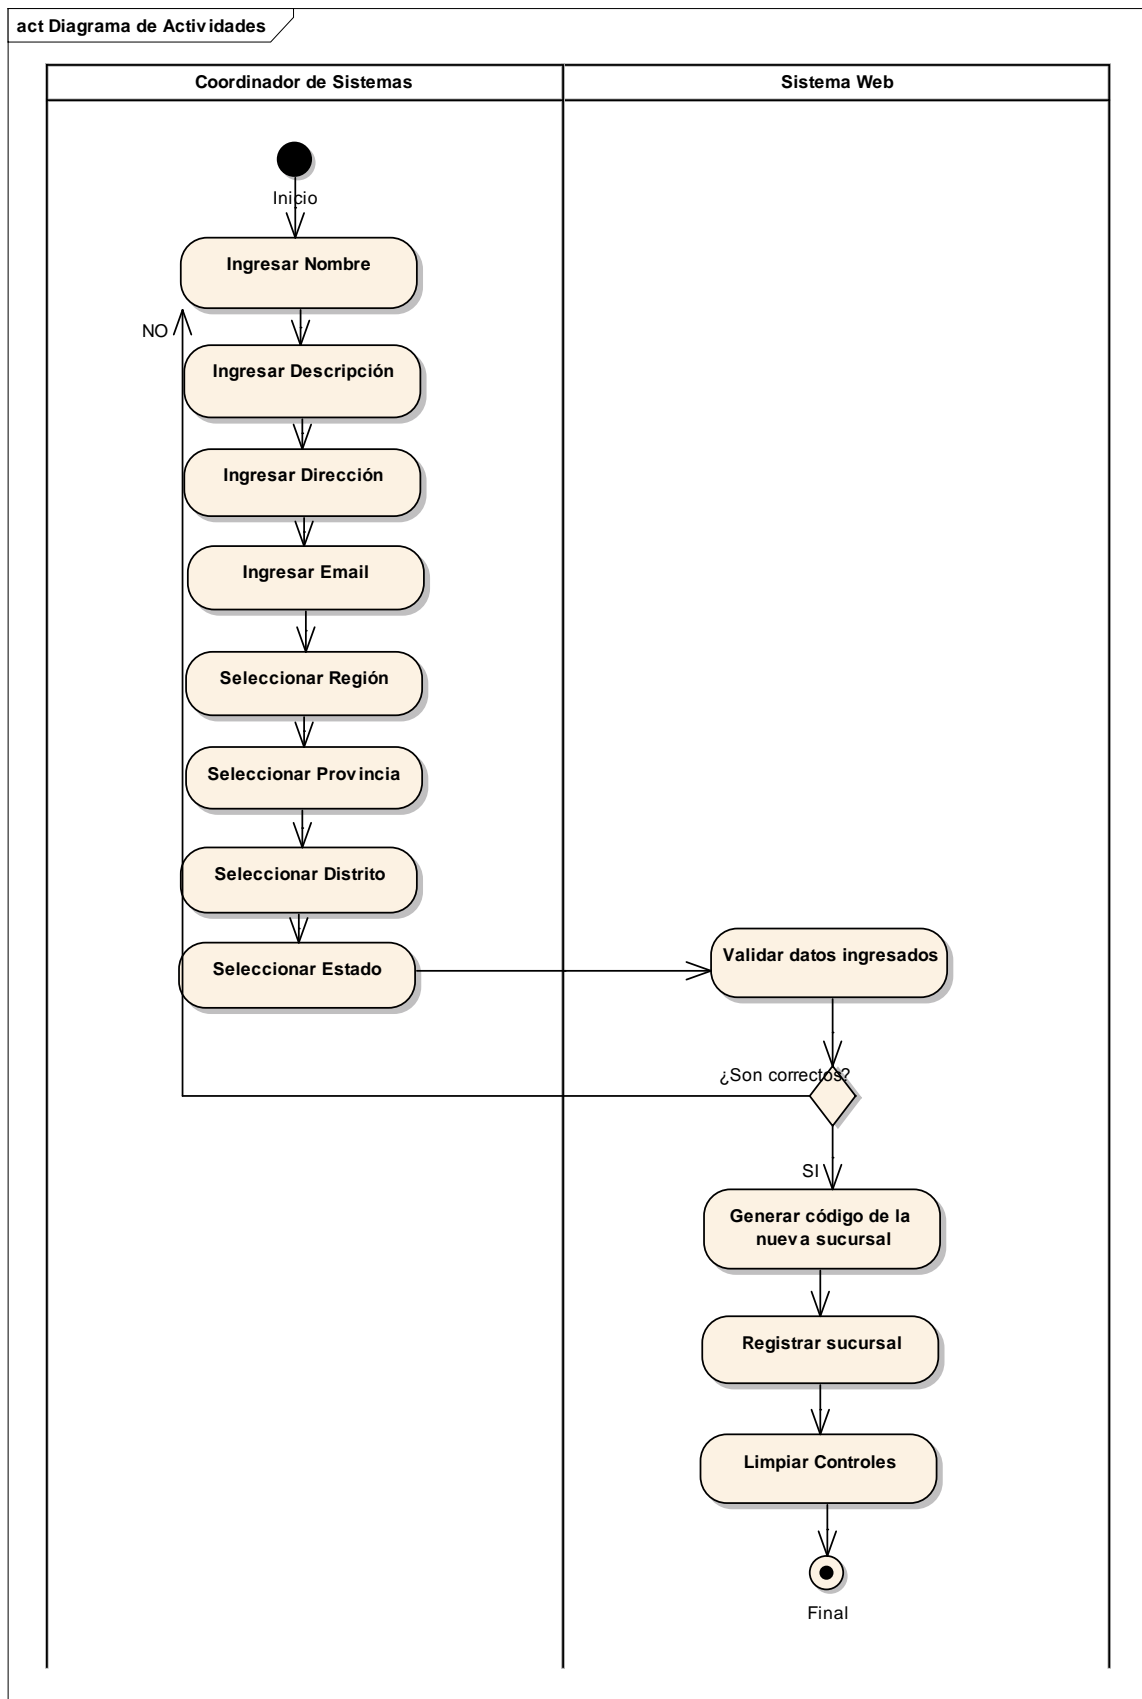 act Diagrama de Actividades
Coordinador de Sistemas
Sistema Web
Inicio
Ingresar Nombre
NO
Ingresar Descripción
Ingresar Dirección
Ingresar Email
Seleccionar Región
Seleccionar Provincia
Seleccionar Distrito
Seleccionar Estado
Validar datos ingresados
¿Son correctos?
SI
Generar código de la
nueva sucursal
Registrar sucursal
Limpiar Controles
Final